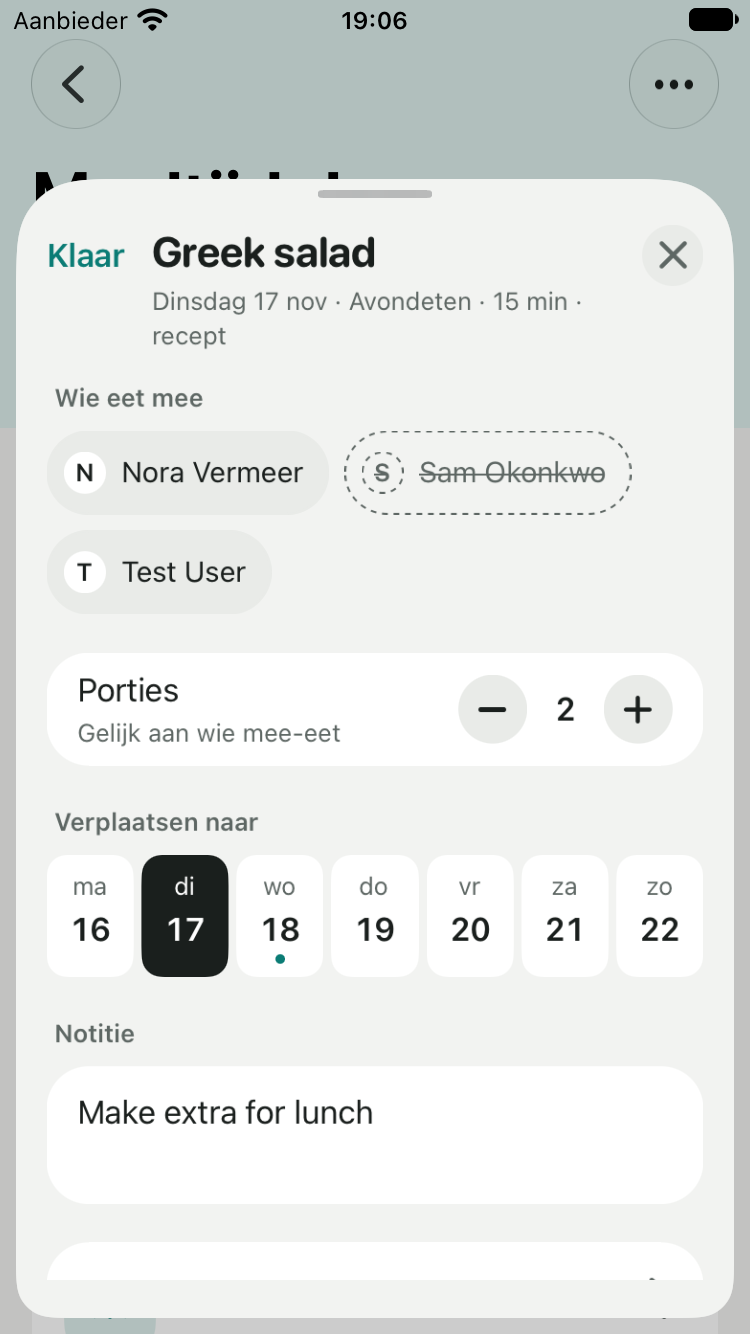 Aanbieder 19:06
Klaar Greek salad
Dinsdag 17 nov · Avondeten · 15 min ·
recept
Wie eet mee
N Nora Vermeer S Sam Okonkwo
T Test User
Porties
Gelijk aan wie mee-eet
2
Verplaatsen naar
ma di wo do vr za zo
16 17 18 19 20 21 22
Notitie
Make extra for lunch